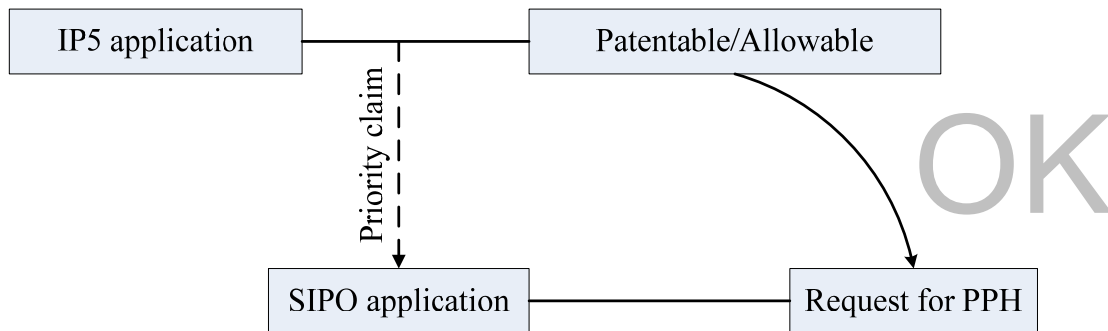 IP5 application
Patentable/Allowable
Priority claim
OK
SIPO application
Request for PPH